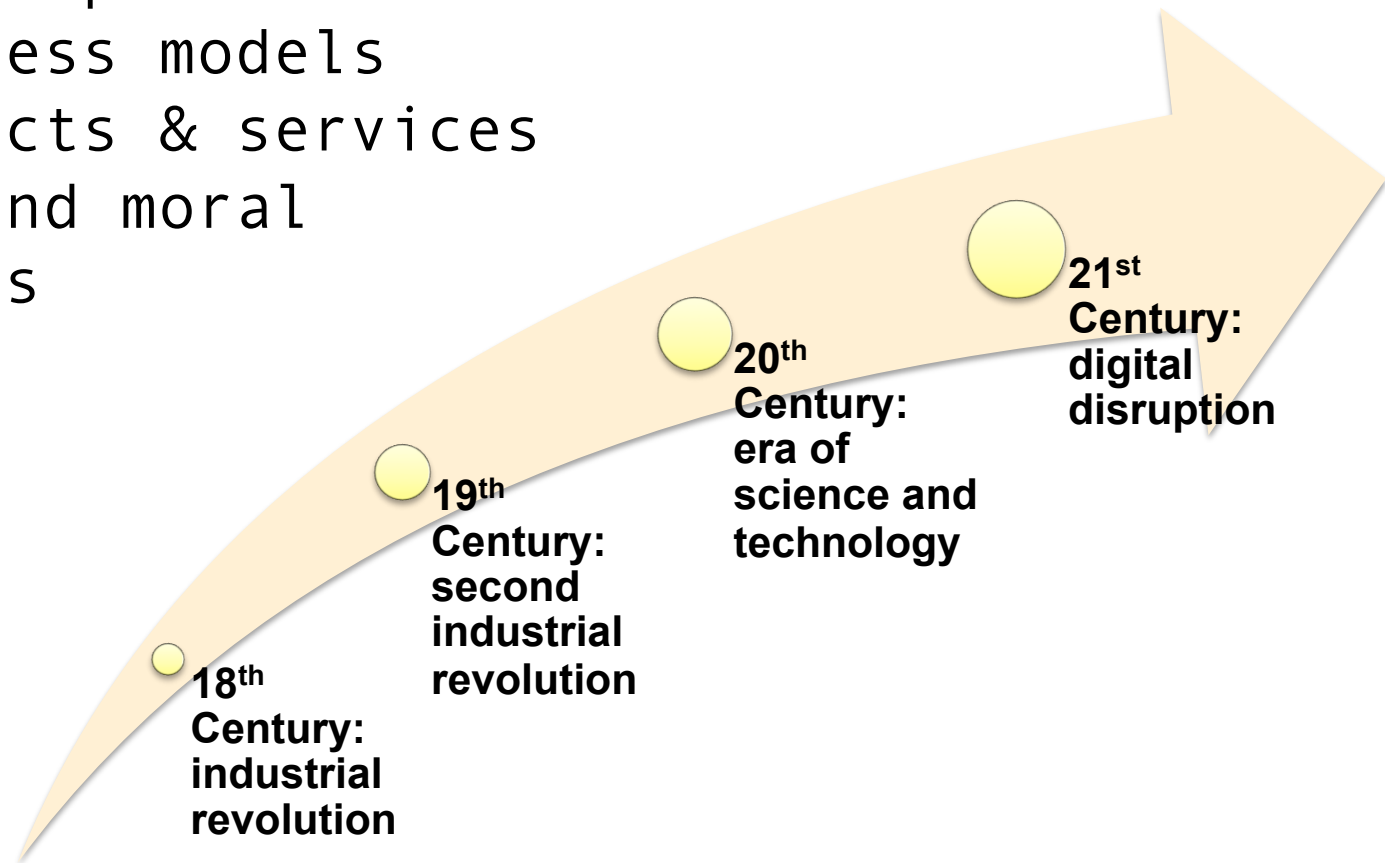 ess models
cts & services
nd moral
s
18th
Century:
industrial
revolution
19th
Century:
second
industrial
revolution
20th
Century:
era of
science and
technology
21st
Century:
digital
disruption